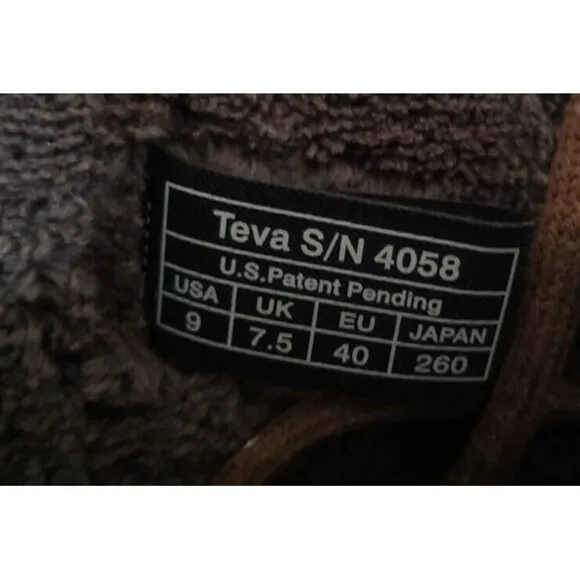 Teva S/N 4058
U.S.Patent Pending
USA UK EU JAPAN
9 7.5 40 260